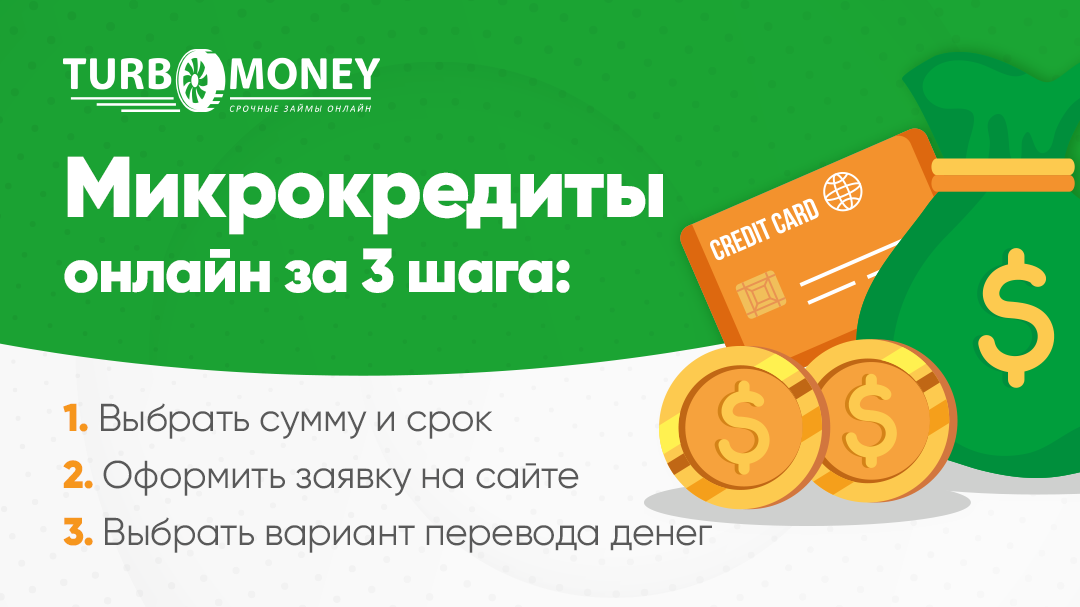 TURBOMONEY
СРОЧНЫЕ ЗАЙМЫ ОНЛАЙН
Микрокредиты
онлайн за 3 шага:
CREDIT CARD
$
$ $
1. Выбрать сумму и срок
2. Оформить заявку на сайте
3. Выбрать вариант перевода денег